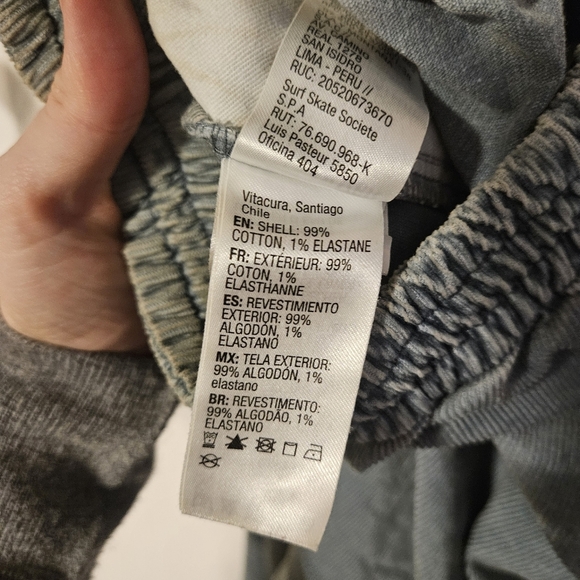 REAL 1278
SAN ISIDRO
LIMA - PERU //
RUC: 20520673670
Surf Skate Societe
S.P.A
RUT: 76.690.968-K
Luis Pasteur 5850
Oficina 404
Vitacura, Santiago
Chile
EN: SHELL: 99%
COTTON, 1% ELASTANE
FR: EXTÉRIEUR: 99%
COTON, 1%
ELASTHANNE
ES: REVESTIMIENTO
EXTERIOR: 99%
ALGODÓN, 1%
ELASTANO
MX: TELA EXTERIOR:
99% ALGODÓN, 1%
elastano
BR: REVESTIMENTO:
99% ALGODÃO, 1%
ELASTANO